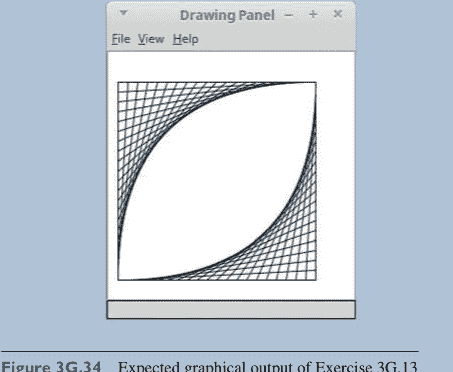 Drawing Panel
File View Help
Figure 3G.34 Expected graphical output of Exercise 3G.13